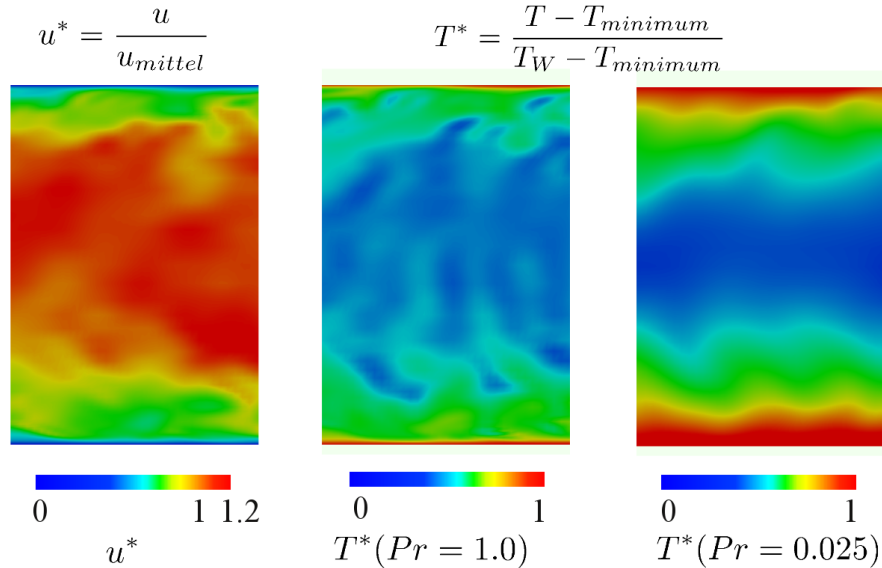 u* = u / u_mittel
T* = T − T_minimum / T_W − T_minimum
0 1 1.2
u*
0 1
T*(Pr = 1.0)
0 1
T*(Pr = 0.025)